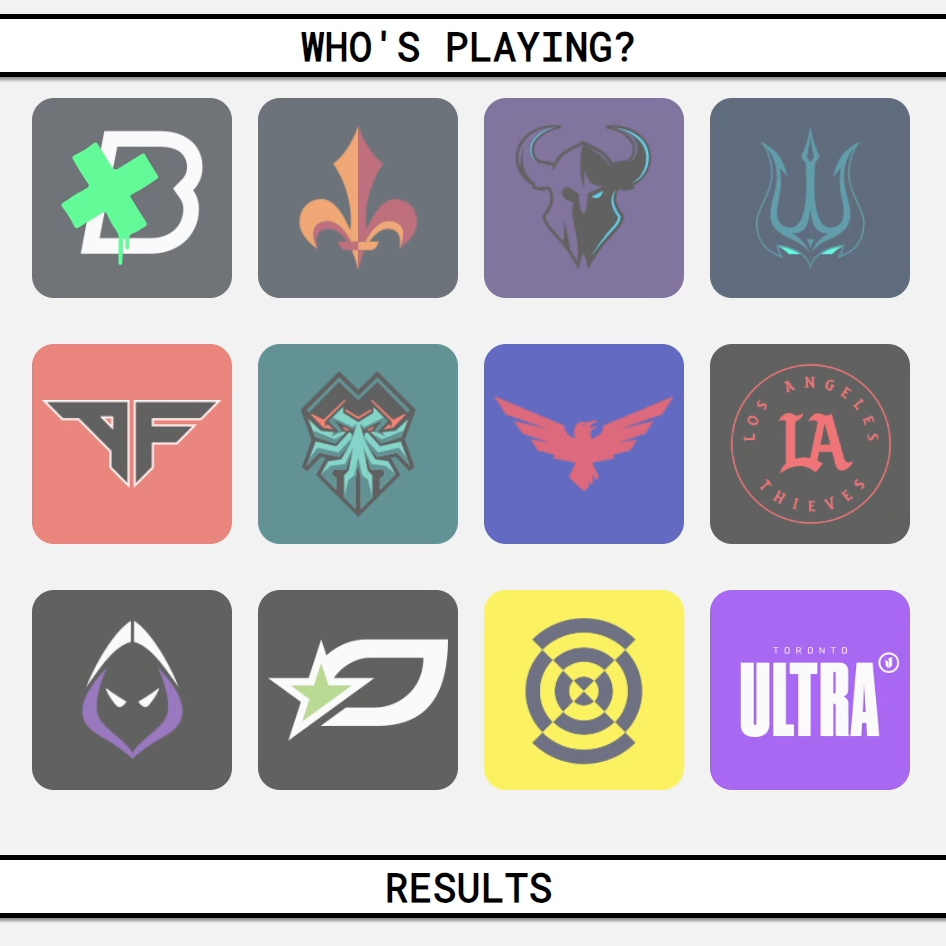 WHO'S PLAYING?
B
LOS ANGELES
LA
THIEVES
TORONTO
ULTRA
RESULTS